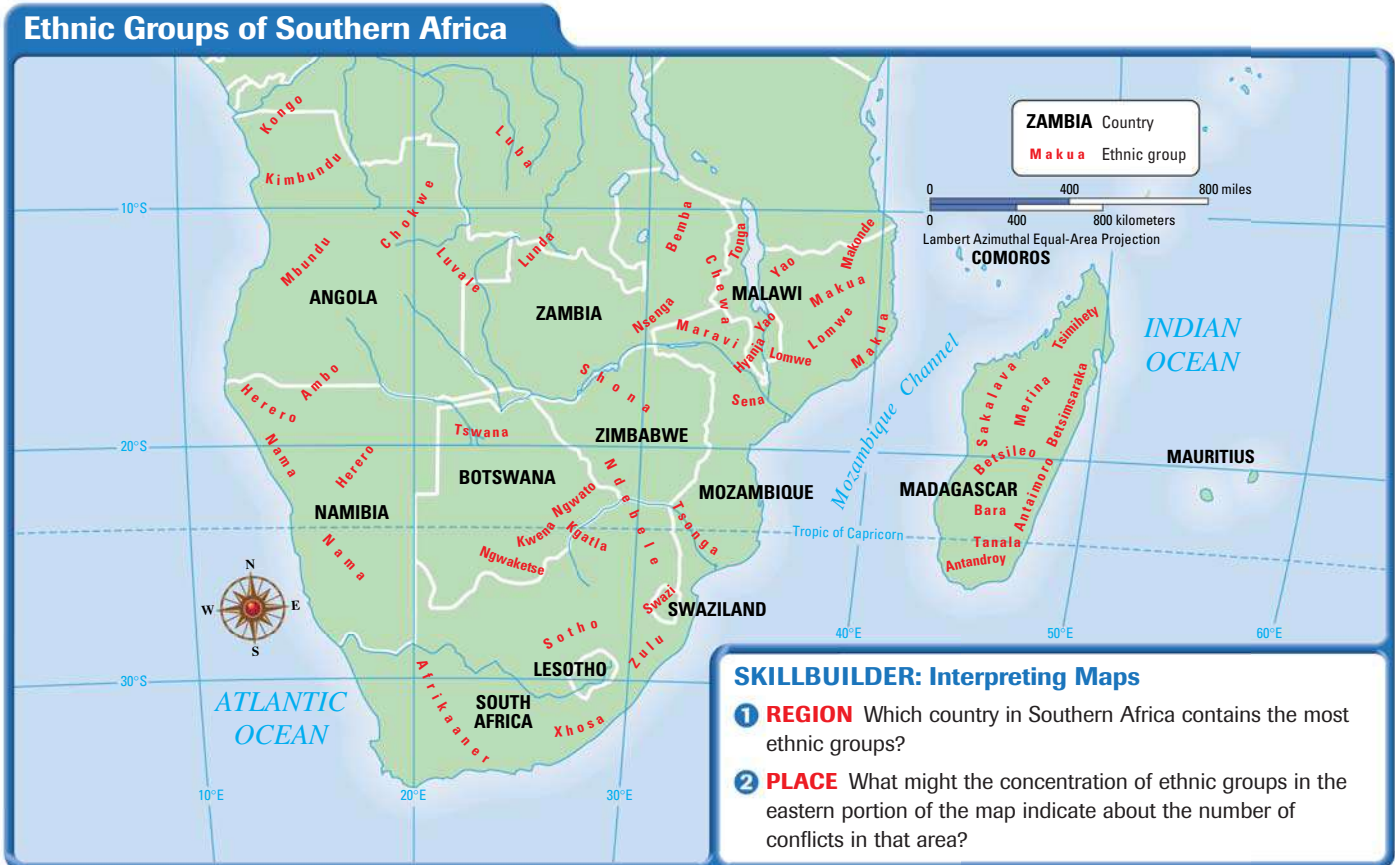 Ethnic Groups of Southern Africa
ZAMBIA Country
Makua Ethnic group
0 400 800 miles
0 400 800 kilometers
Lambert Azimuthal Equal-Area Projection
COMOROS
Kongo
Luba
Kimbundu
10°S
Chokwe
Bemba
Tonga
Makonde
Mbundu
Luvale
Lunda
Chewa
Yao
ANGOLA
ZAMBIA
MALAWI
Makua
Nsenga
Maravi
Yao
Lomwe
Makua
Hyanja
Lomwe
Tsimihety
INDIAN
OCEAN
Mozambique Channel
Ambo
Herero
Shona
Sena
Sakalava
Merina
Betsimsaraka
Tswana
ZIMBABWE
20°S
Nama
Herero
BOTSWANA
Ndebele
MOZAMBIQUE
Betsileo
MAURITIUS
NAMIBIA
Ngwato
Kwena
Kgatla
Tsonga
MADAGASCAR
Bara
Antaimoro
Tropic of Capricorn
Nama
Ngwaketse
Tanala
Antandroy
N
W E
S
Swazi
SWAZILAND
40°E 50°E 60°E
Sotho
Zulu
LESOTHO
30°S
Afrikaaner
SOUTH
AFRICA
Xhosa
ATLANTIC
OCEAN
10°E 20°E 30°E
SKILLBUILDER: Interpreting Maps
1 REGION Which country in Southern Africa contains the most
ethnic groups?
2 PLACE What might the concentration of ethnic groups in the
eastern portion of the map indicate about the number of
conflicts in that area?